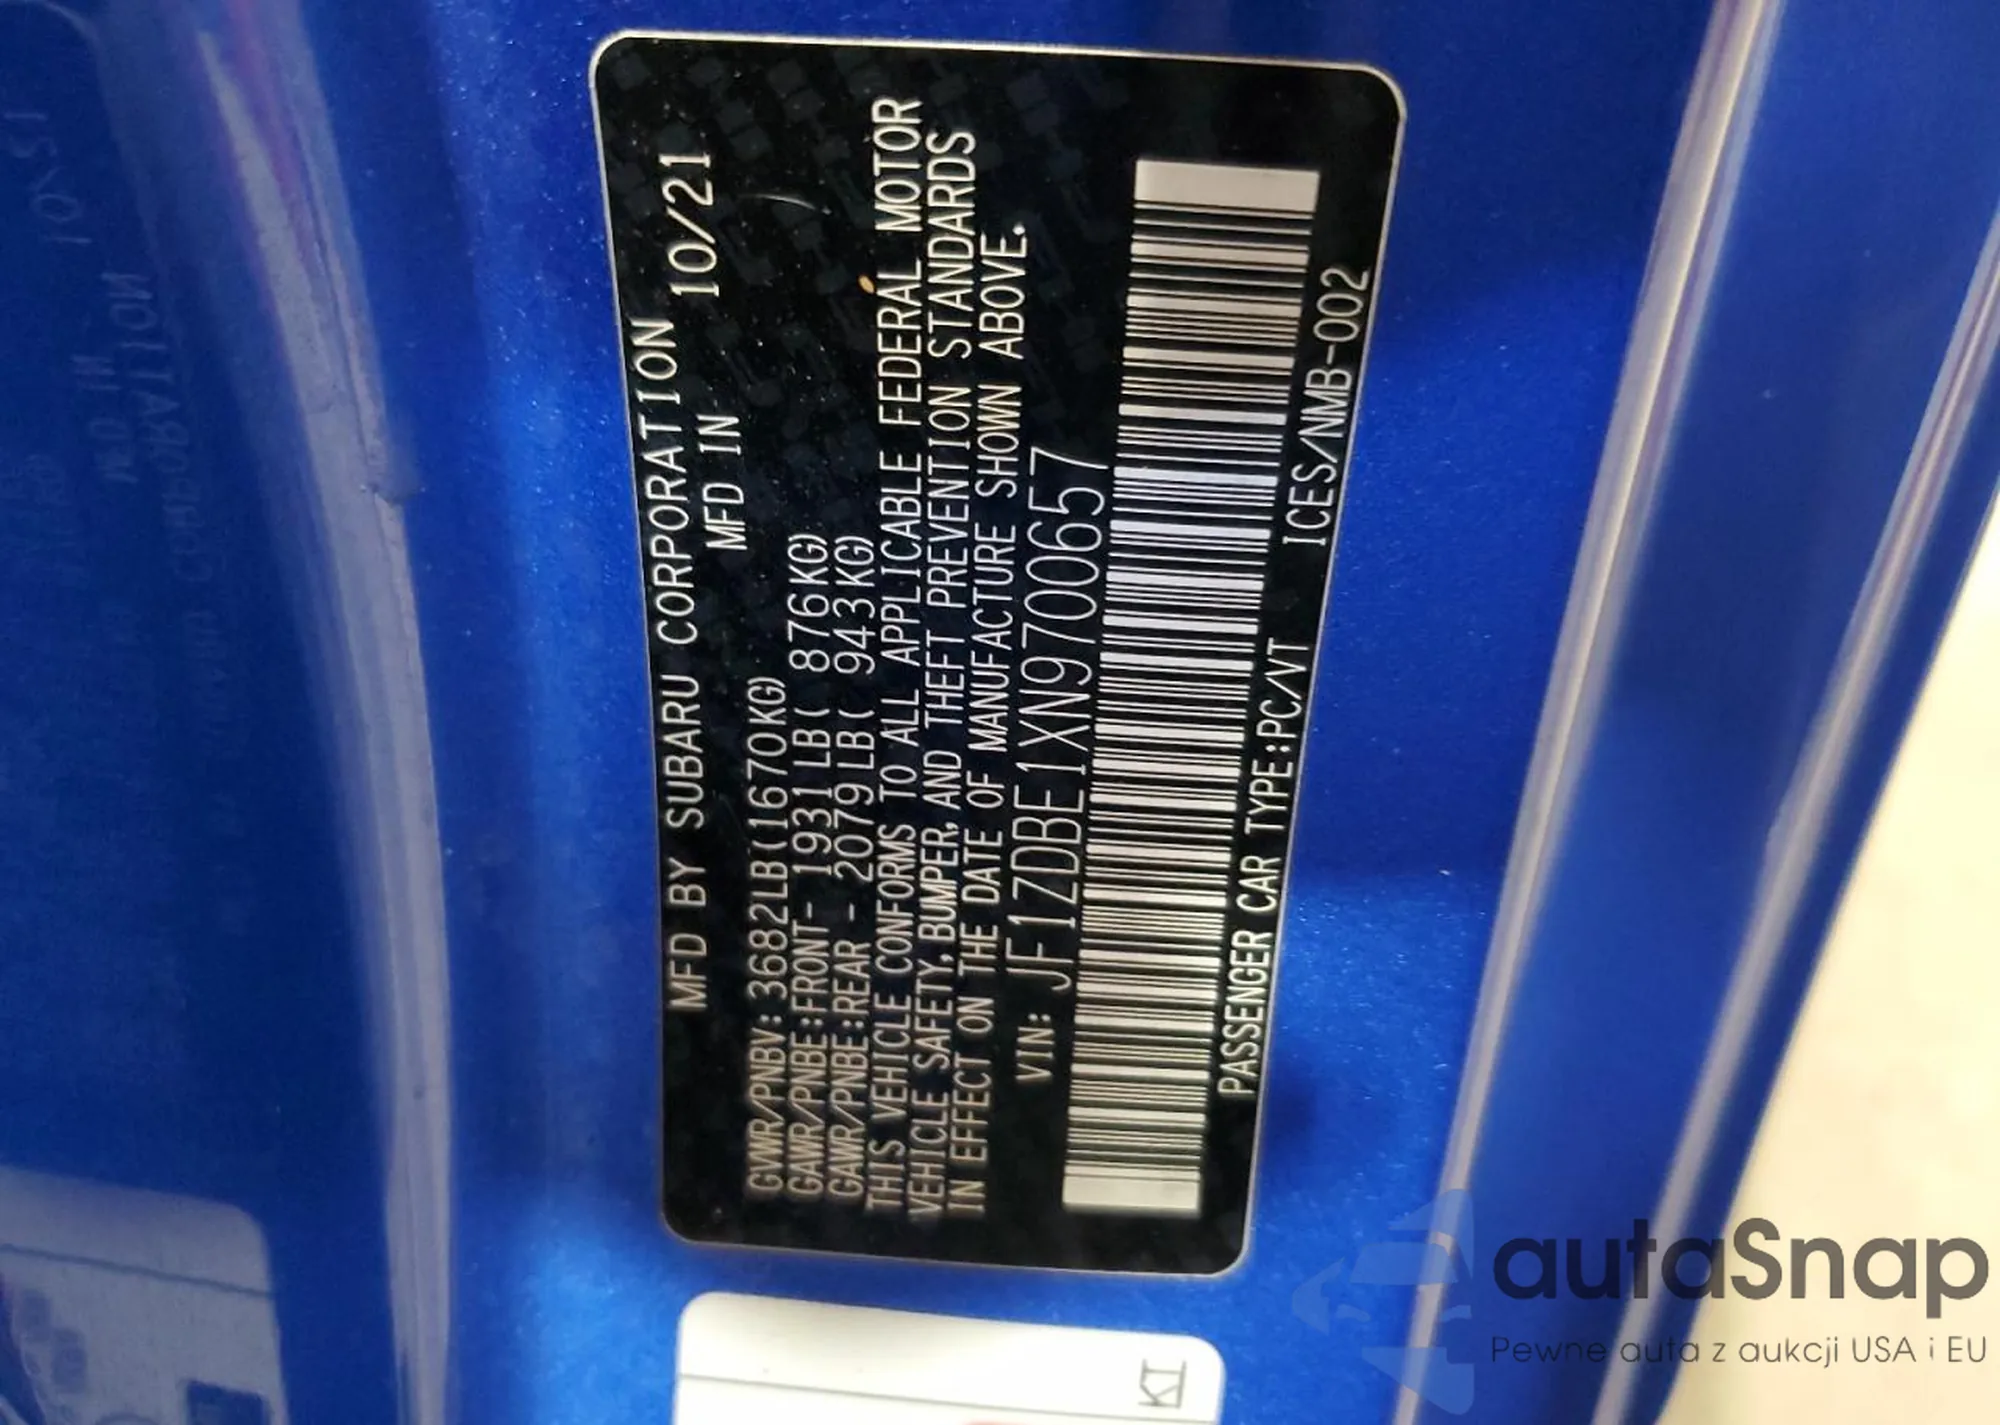 MFD BY SUBARU CORPORATION
MFD IN 10/21
GVWR/PNBV: 3682LB(1670KG)
GAWR/PNBE:FRONT- 1931LB( 876KG)
GAWR/PNBE:REAR - 2079LB( 943KG)
THIS VEHICLE CONFORMS TO ALL APPLICABLE FEDERAL MOTOR
VEHICLE SAFETY, BUMPER, AND THEFT PREVENTION STANDARDS
IN EFFECT ON THE DATE OF MANUFACTURE SHOWN ABOVE.
VIN: JF1ZDBE1XN9700657
PASSENGER CAR TYPE:PC/VT ICES/NMB-002
KI
autaSnap
Pewne auta z aukcji USA i EU